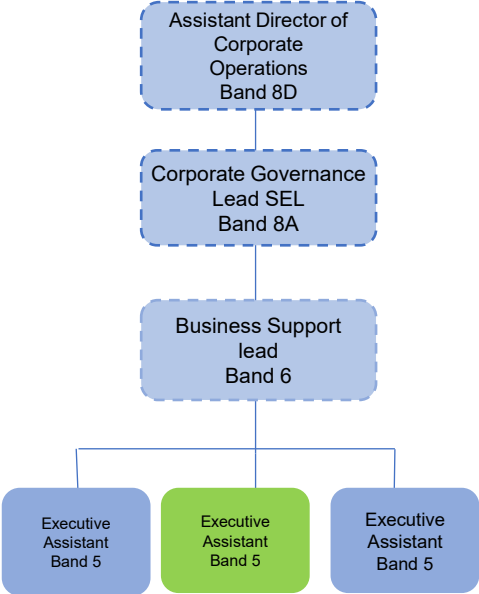 Assistant Director of
Corporate
Operations
Band 8D
Corporate Governance
Lead SEL
Band 8A
Business Support
lead
Band 6
Executive
Assistant
Band 5
Executive
Assistant
Band 5
Executive
Assistant
Band 5